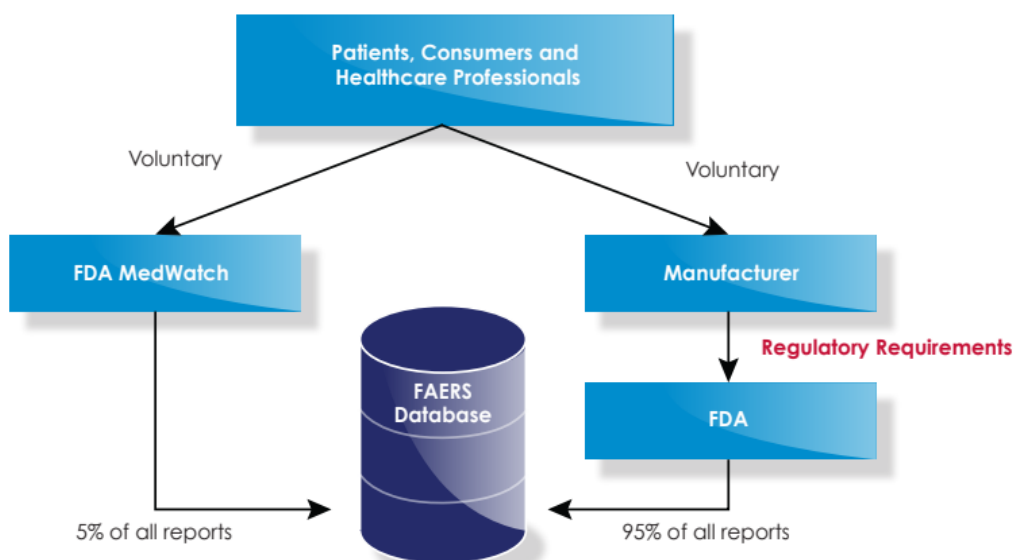 Patients, Consumers and
Healthcare Professionals
Voluntary
Voluntary
FDA MedWatch
Manufacturer
Regulatory Requirements
FAERS
Database
FDA
5% of all reports
95% of all reports